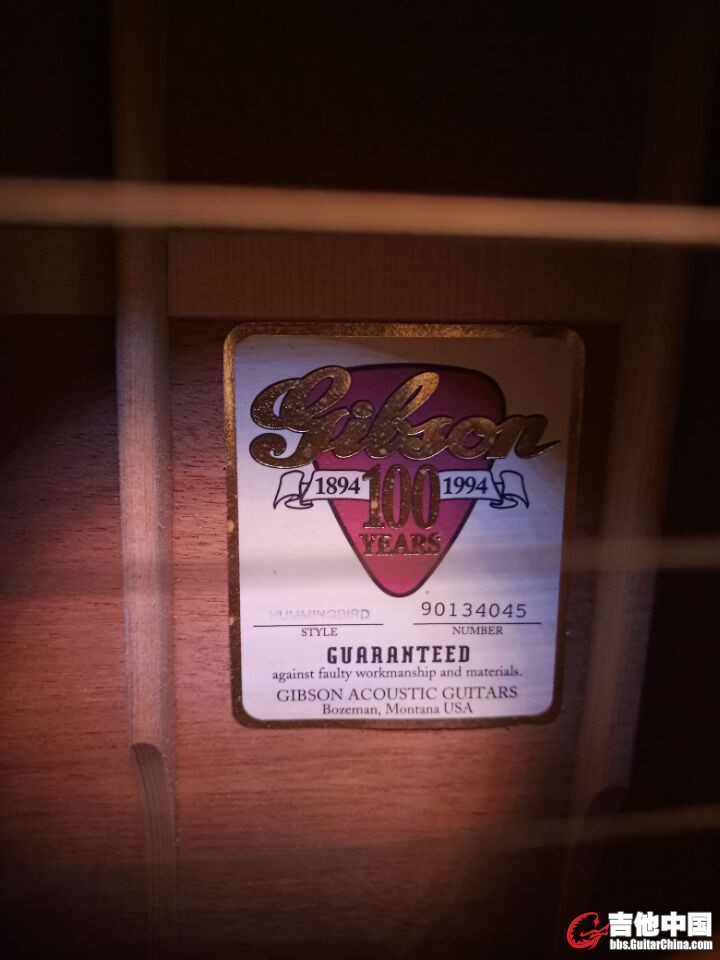 Gibson
1894 100 1994
YEARS
HUMMINGBIRD 90134045
STYLE NUMBER
GUARANTEED
against faulty workmanship and materials.
GIBSON ACOUSTIC GUITARS
Bozeman, Montana USA
吉他中国
bbs.GuitarChina.com